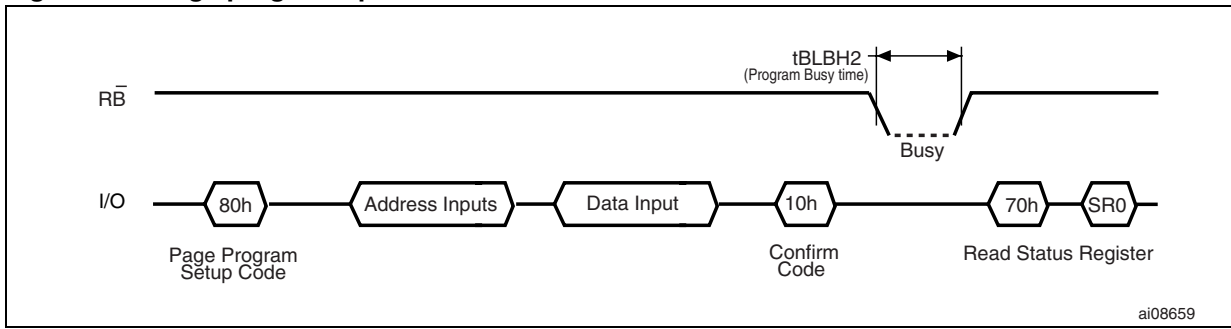 tBLBH2
(Program Busy time)
RB̅
Busy
I/O
80h
Address Inputs
Data Input
10h
70h
SR0
Page Program
Setup Code
Confirm
Code
Read Status Register
ai08659